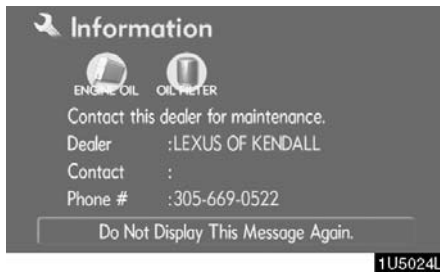 Information
ENGINE OIL OIL FILTER
Contact this dealer for maintenance.
Dealer :LEXUS OF KENDALL
Contact :
Phone # :305-669-0522
Do Not Display This Message Again.
1U5024L